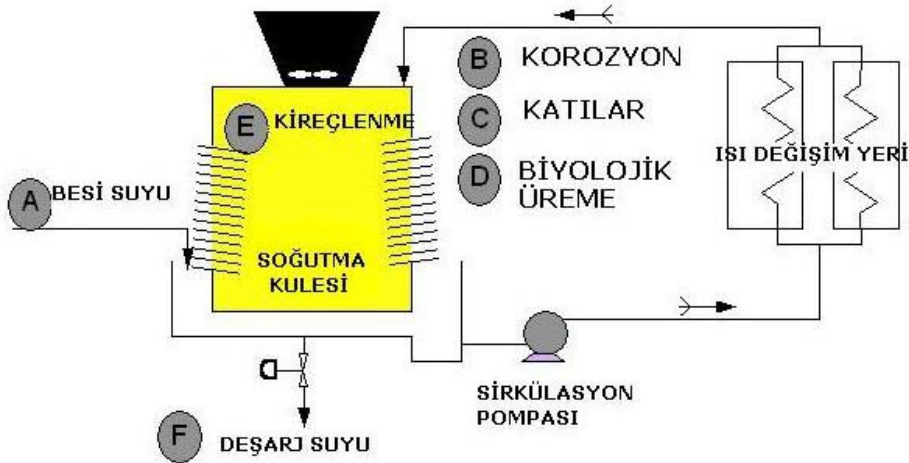 B KOROZYON
E KİREÇLENME
C KATILAR
ISI DEĞİŞİM YERİ
D BİYOLOJİK
ÜREME
A BESİ SUYU
SOĞUTMA
KULESİ
SİRKÜLASYON
POMPASI
F DEŞARJ SUYU